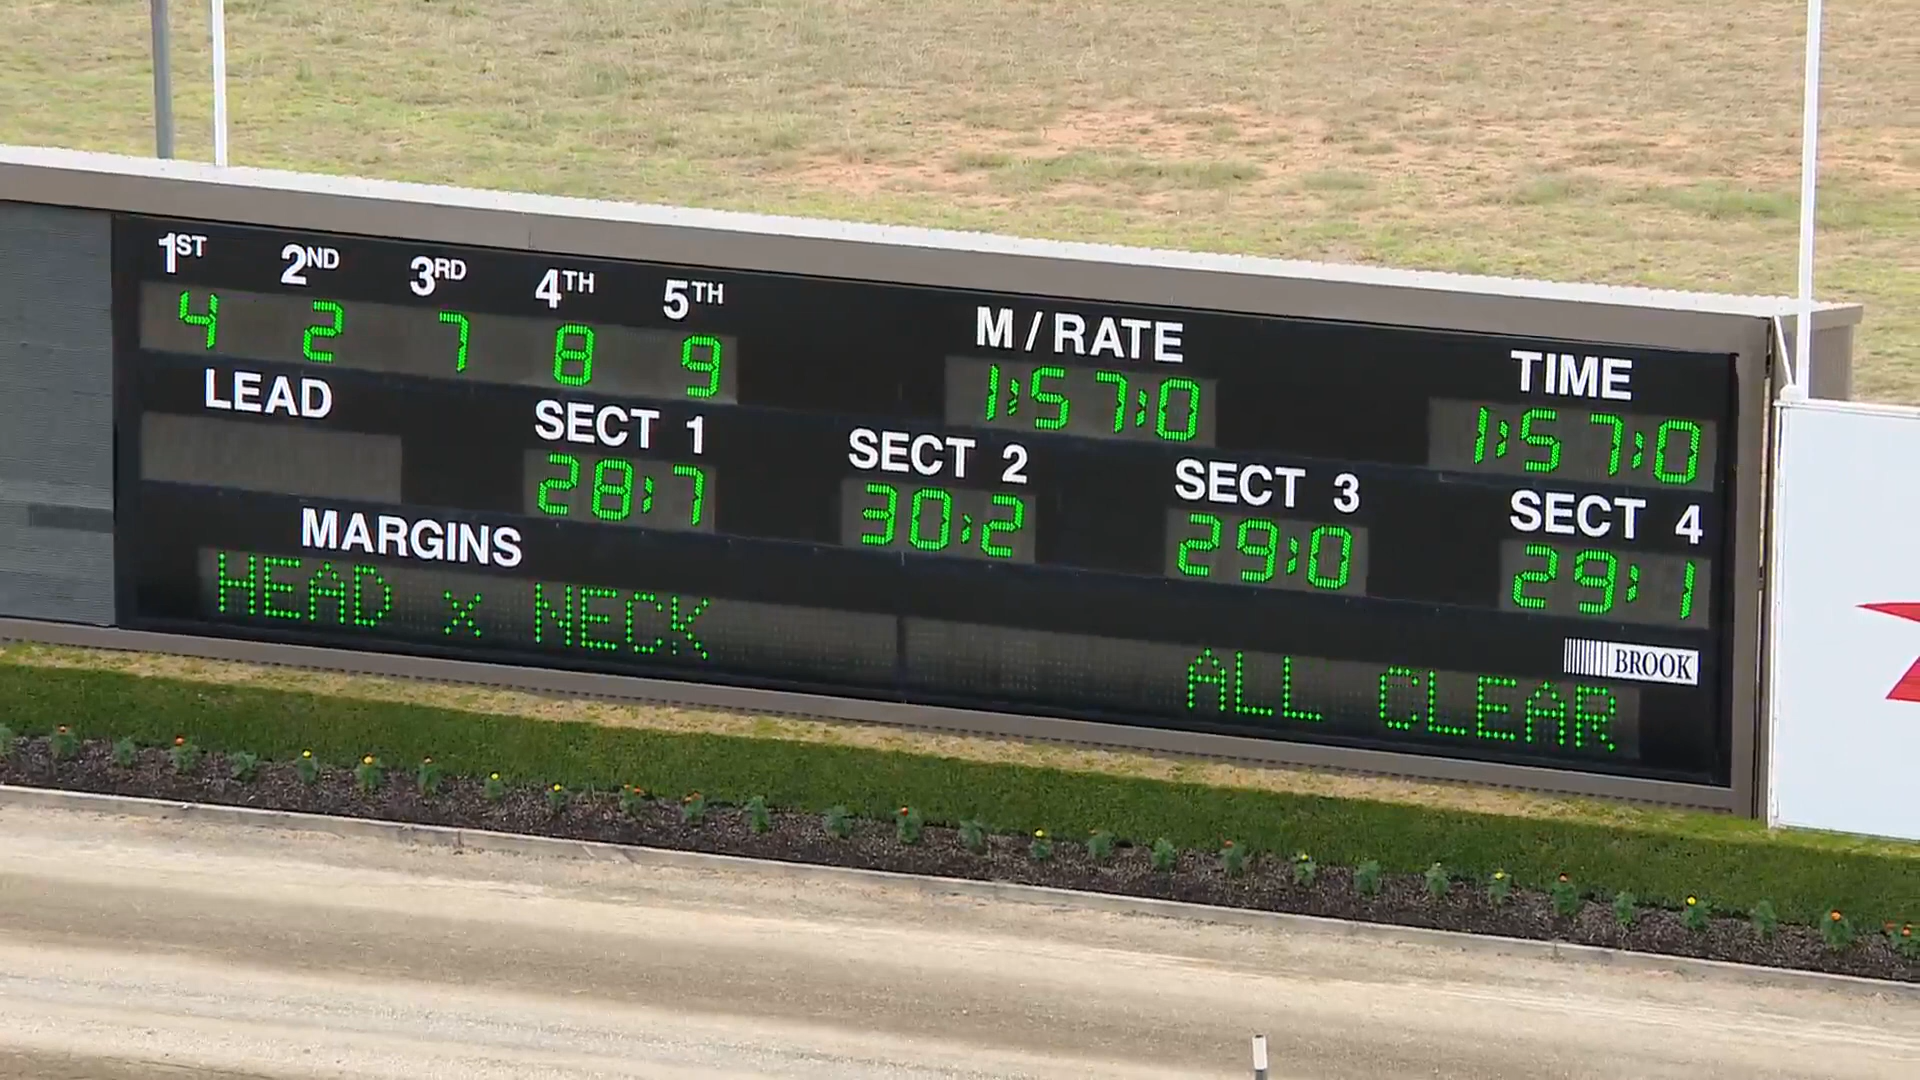 1ST 2ND 3RD 4TH 5TH
4 2 7 8 9
M/RATE
1:57:0
TIME
1:57:0
LEAD
SECT 1
28:7
SECT 2
30:2
SECT 3
29:0
SECT 4
29:1
MARGINS
HEAD x NECK
ALL CLEAR
BROOK